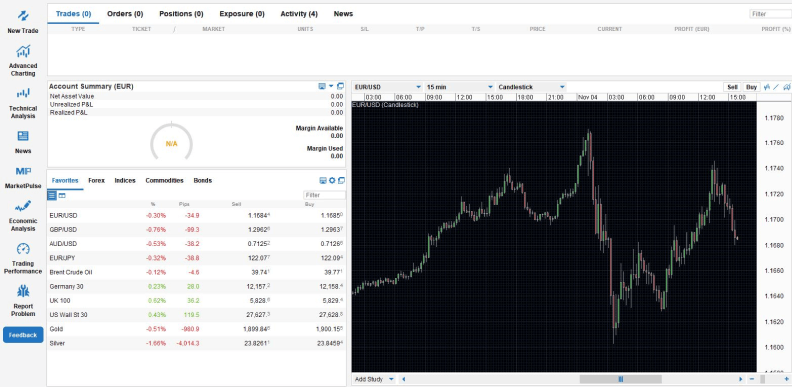 Trades (0) Orders (0) Positions (0) Exposure (0) Activity (4) News Filter
TYPE TICKET / MARKET UNITS S/L T/P T/S PRICE CURRENT PROFIT (EUR) PROFIT (%)
New Trade
Advanced
Charting
Technical
Analysis
News
MP
MarketPulse
Economic
Analysis
Trading
Performance
Report
Problem
Feedback
Account Summary (EUR)
Net Asset Value 0.00
Unrealized P&L 0.00
Realized P&L 0.00
N/A
Margin Available
0.00
Margin Used
0.00
Favorites Forex Indices Commodities Bonds
Filter
% Pips Sell Buy
EUR/USD -0.30% -34.9 1.1684 1.1685
GBP/USD -0.76% -99.3 1.2962 1.2963
AUD/USD -0.53% -38.2 0.7125 0.7126
EUR/JPY -0.32% -38.8 122.07 122.09
Brent Crude Oil -0.12% -4.6 39.74 39.77
Germany 30 0.23% 28.0 12,157. 12,158.
UK 100 0.62% 36.2 5,828. 5,829.
US Wall St 30 0.43% 119.5 27,627. 27,628.
Gold -0.51% -980.9 1,899.84 1,900.15
Silver -1.66% -4,014.3 23.8261 23.8459
EUR/USD 15 min Candlestick Sell Buy
03:00 06:00 09:00 12:00 15:00 18:00 21:00 Nov 04 03:00 06:00 09:00 12:00 15:00
EUR/USD (Candlestick)
1.1780
1.1760
1.1740
1.1720
1.1700
1.1680
1.1660
1.1640
1.1620
1.1600
Add Study